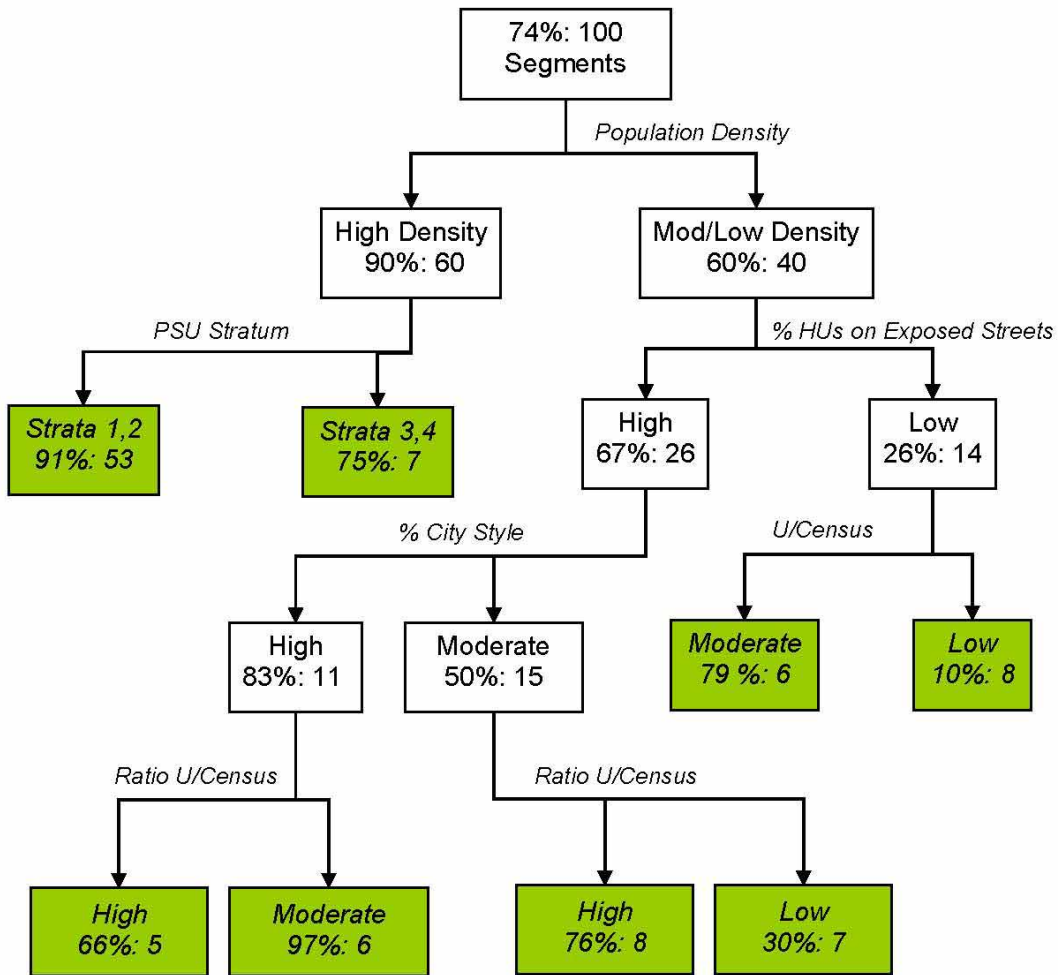 74%: 100
Segments
Population Density
High Density
90%: 60
Mod/Low Density
60%: 40
PSU Stratum
% HUs on Exposed Streets
Strata 1,2
91%: 53
Strata 3,4
75%: 7
High
67%: 26
Low
26%: 14
% City Style
U/Census
High
83%: 11
Moderate
50%: 15
Moderate
79 %: 6
Low
10%: 8
Ratio U/Census
Ratio U/Census
High
66%: 5
Moderate
97%: 6
High
76%: 8
Low
30%: 7